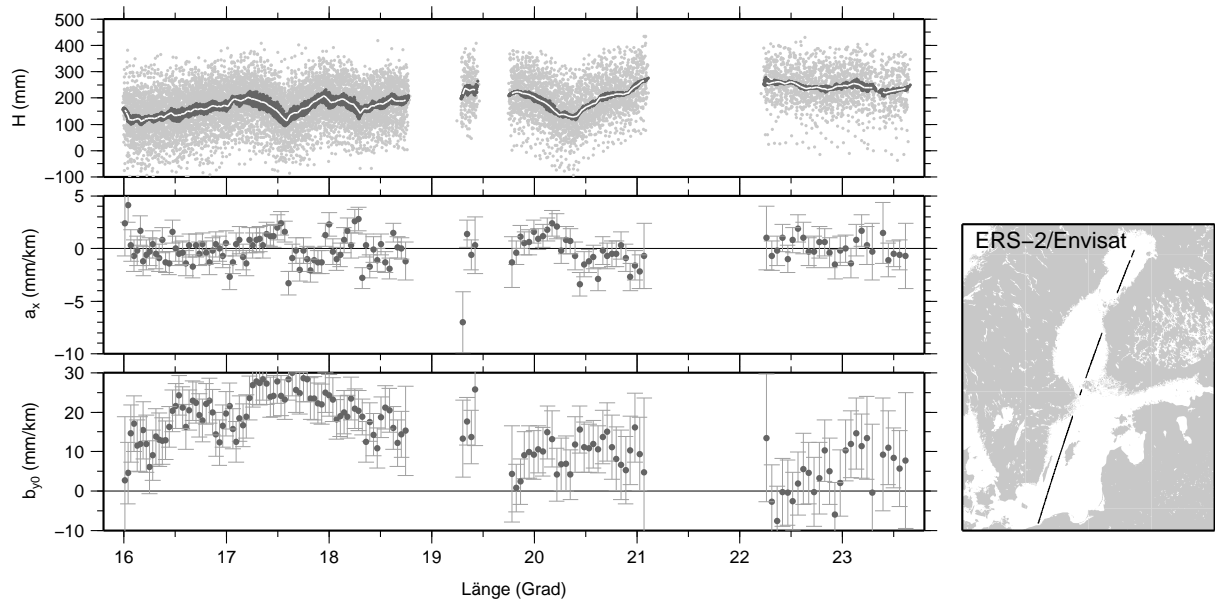 500
400
300
200
100
0
−100
H (mm)
5
0
−5
−10
a_x (mm/km)
30
20
10
0
−10
b_y0 (mm/km)
16 17 18 19 20 21 22 23
Länge (Grad)
ERS−2/Envisat